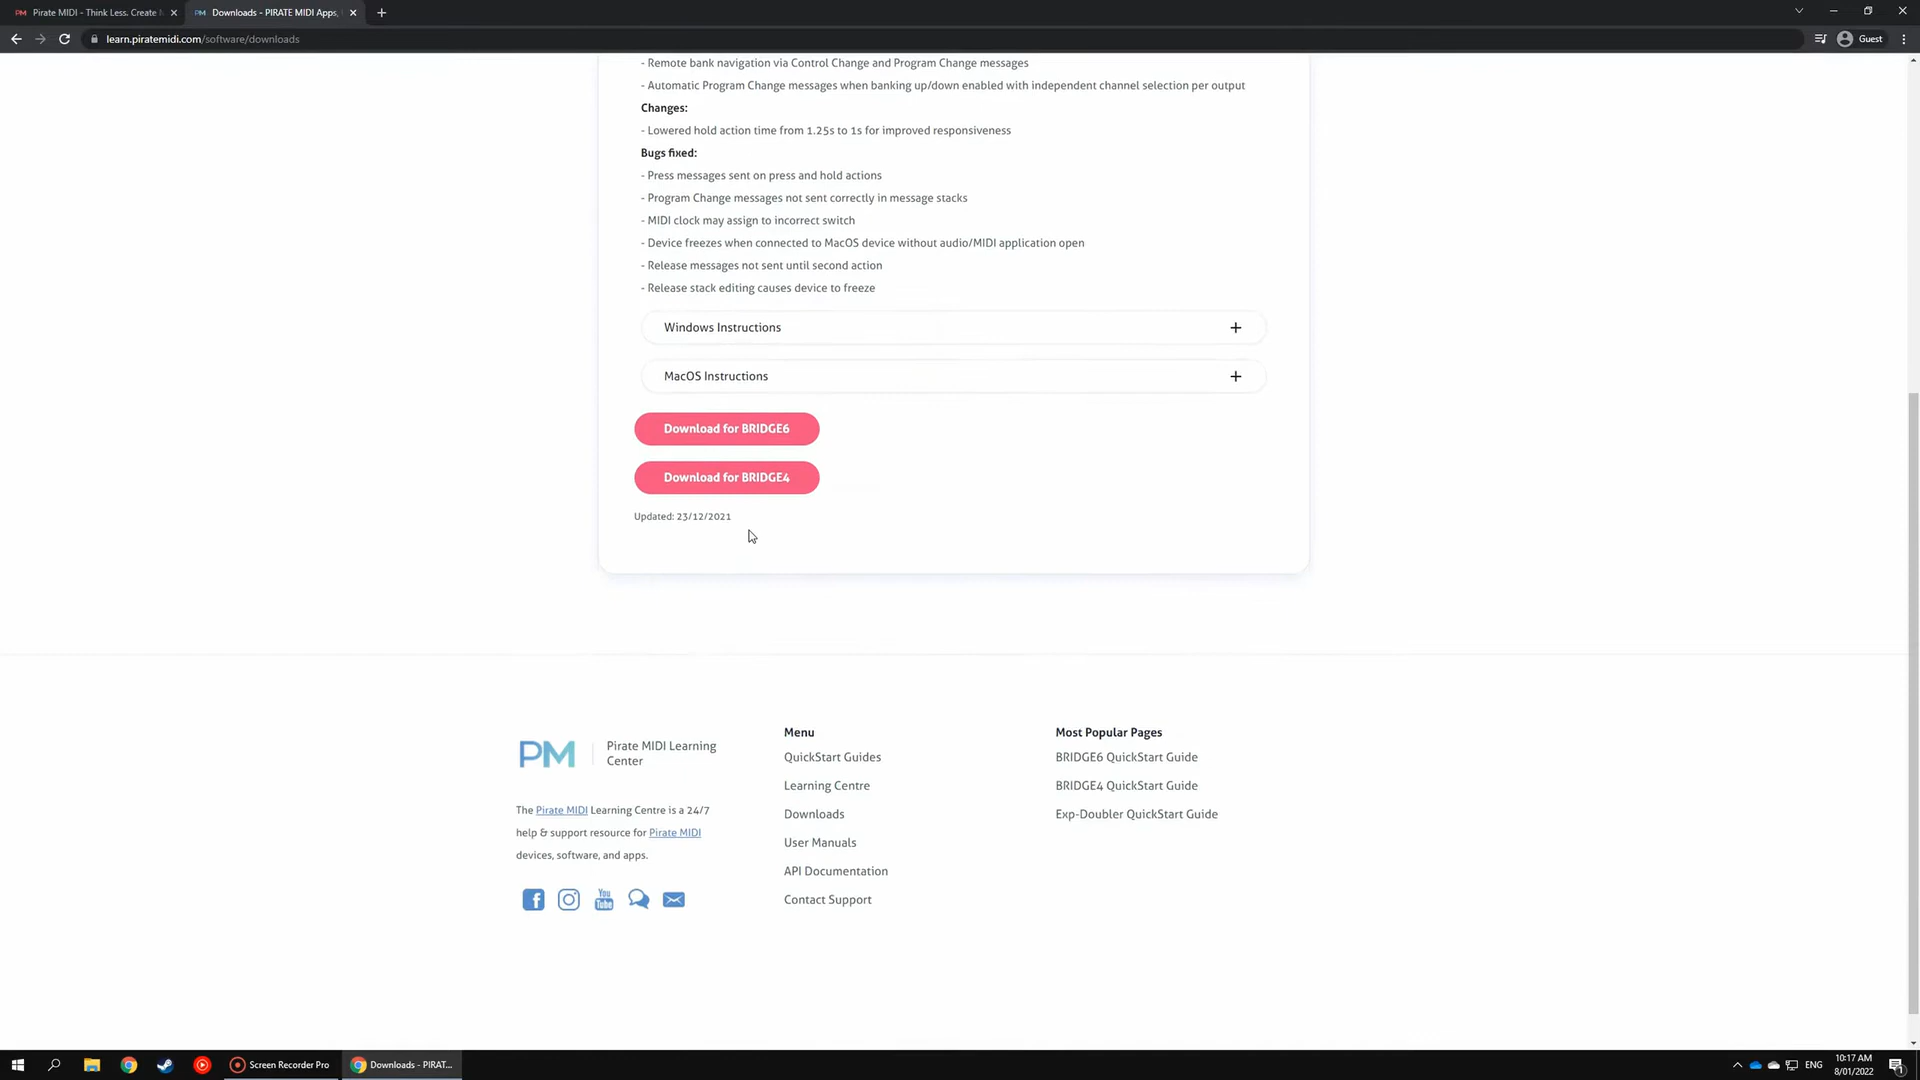 PM Pirate MIDI - Think Less. Create
PM Downloads - PIRATE MIDI Apps,
learn.piratemidi.com/software/downloads
Guest
- Remote bank navigation via Control Change and Program Change messages
- Automatic Program Change messages when banking up/down enabled with independent channel selection per output
Changes:
- Lowered hold action time from 1.25s to 1s for improved responsiveness
Bugs fixed:
- Press messages sent on press and hold actions
- Program Change messages not sent correctly in message stacks
- MIDI clock may assign to incorrect switch
- Device freezes when connected to MacOS device without audio/MIDI application open
- Release messages not sent until second action
- Release stack editing causes device to freeze
Windows Instructions
MacOS Instructions
Download for BRIDGE6
Download for BRIDGE4
Updated: 23/12/2021
PM
Pirate MIDI Learning
Center
The Pirate MIDI Learning Centre is a 24/7
help & support resource for Pirate MIDI
devices, software, and apps.
You
Tube
Menu
QuickStart Guides
Learning Centre
Downloads
User Manuals
API Documentation
Contact Support
Most Popular Pages
BRIDGE6 QuickStart Guide
BRIDGE4 QuickStart Guide
Exp-Doubler QuickStart Guide
Screen Recorder Pro
Downloads - PIRAT...
ENG
10:17 AM
8/01/2022